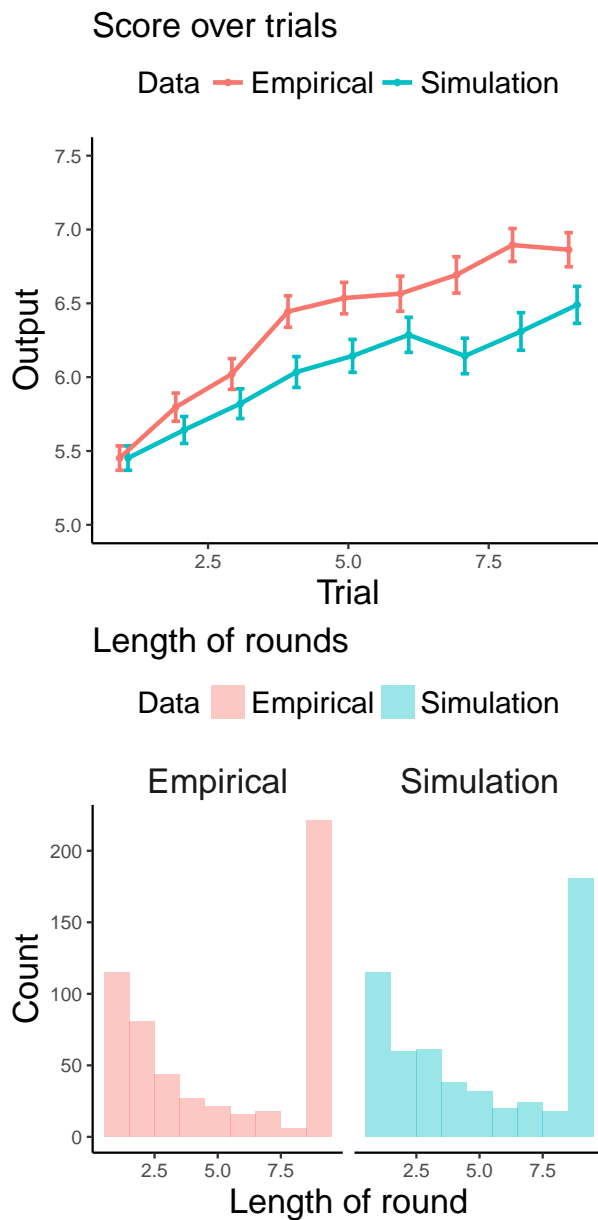 Score over trials
Data Empirical Simulation
7.5
7.0
6.5
6.0
5.5
5.0
Output
2.5 5.0 7.5
Trial
Length of rounds
Data Empirical Simulation
Empirical Simulation
200
150
100
50
0
Count
2.5 5.0 7.5 2.5 5.0 7.5
Length of round